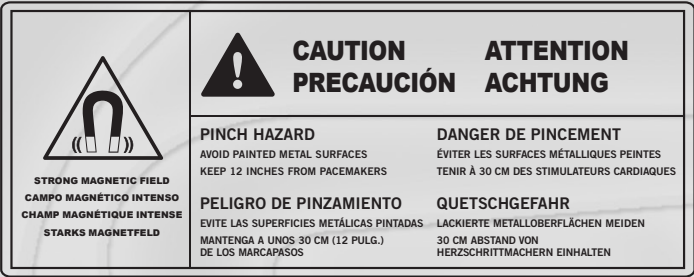 STRONG MAGNETIC FIELD
CAMPO MAGNÉTICO INTENSO
CHAMP MAGNÉTIQUE INTENSE
STARKS MAGNETFELD
CAUTION
PRECAUCIÓN
ATTENTION
ACHTUNG
PINCH HAZARD
AVOID PAINTED METAL SURFACES
KEEP 12 INCHES FROM PACEMAKERS
DANGER DE PINCEMENT
ÉVITER LES SURFACES MÉTALLIQUES PEINTES
TENIR À 30 CM DES STIMULATEURS CARDIAQUES
PELIGRO DE PINZAMIENTO
EVITE LAS SUPERFICIES METÁLICAS PINTADAS
MANTENGA A UNOS 30 CM (12 PULG.)
DE LOS MARCAPASOS
QUETSCHGEFAHR
LACKIERTE METALLOBERFLÄCHEN MEIDEN
30 CM ABSTAND VON
HERZSCHRITTMACHERN EINHALTEN